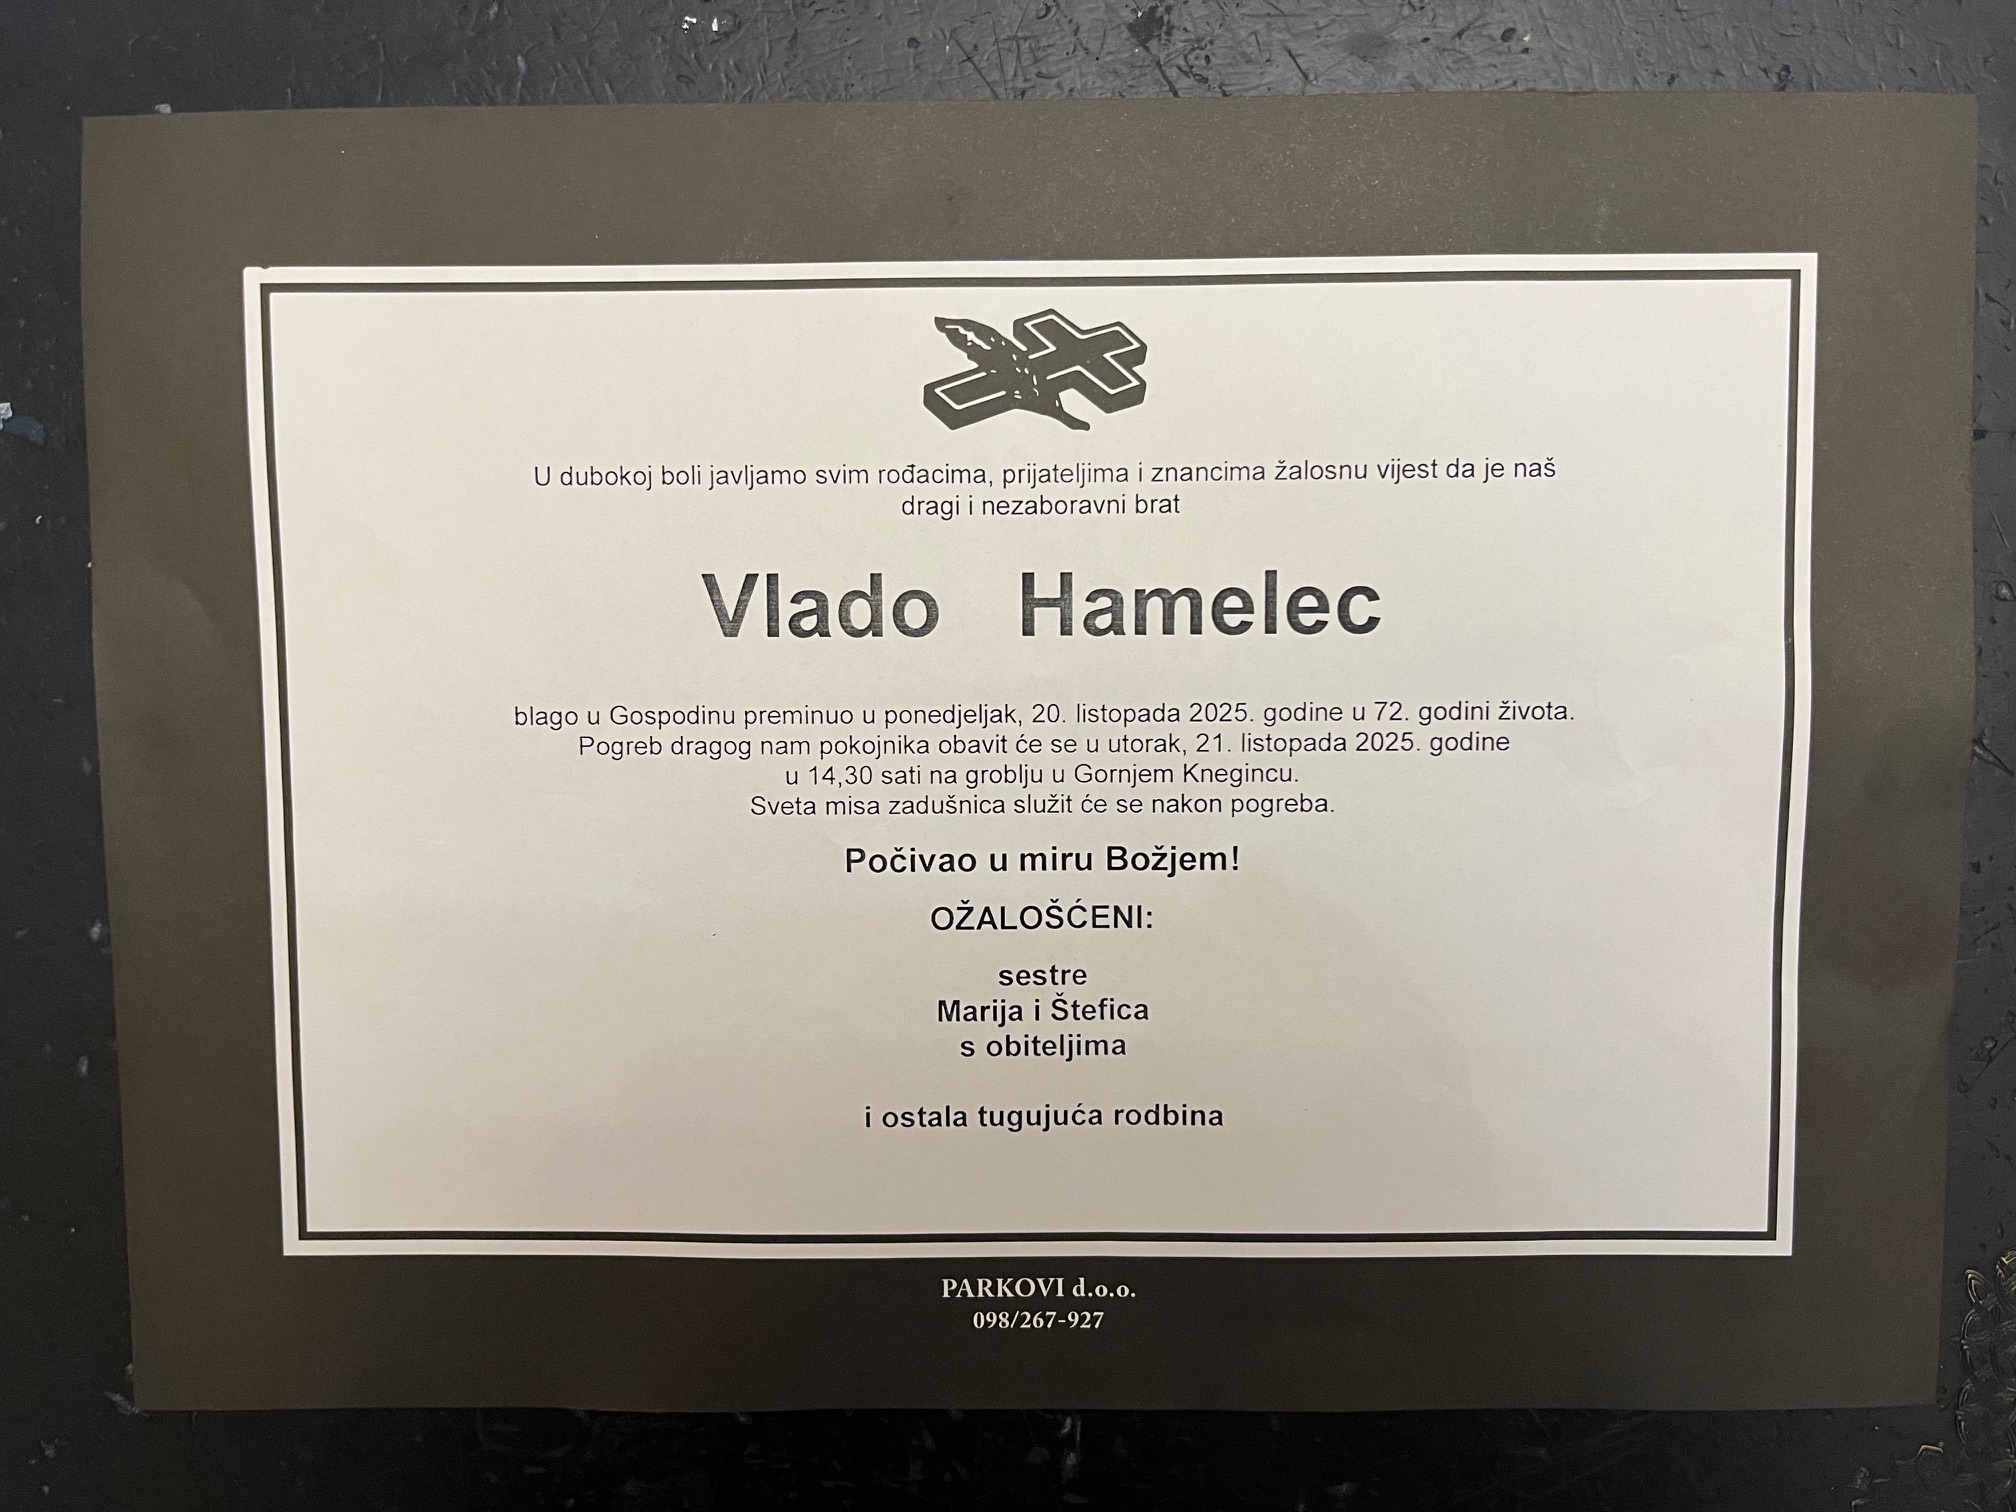 U dubokoj boli javljamo svim rođacima, prijateljima i znancima žalosnu vijest da je naš
dragi i nezaboravni brat
Vlado Hamelec
blago u Gospodinu preminuo u ponedjeljak, 20. listopada 2025. godine u 72. godini života.
Pogreb dragog nam pokojnika obavit će se u utorak, 21. listopada 2025. godine
u 14,30 sati na groblju u Gornjem Knegincu.
Sveta misa zadušnica služit će se nakon pogreba.
Počivao u miru Božjem!
OŽALOŠĆENI:
sestre
Marija i Štefica
s obiteljima
i ostala tugujuća rodbina
PARKOVI d.o.o.
098/267-927